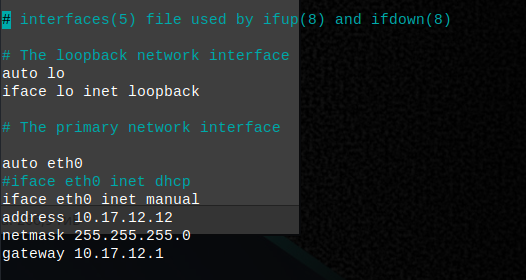 # interfaces(5) file used by ifup(8) and ifdown(8)
# The loopback network interface
auto lo
iface lo inet loopback
# The primary network interface
auto eth0
#iface eth0 inet dhcp
iface eth0 inet manual
address 10.17.12.12
netmask 255.255.255.0
gateway 10.17.12.1